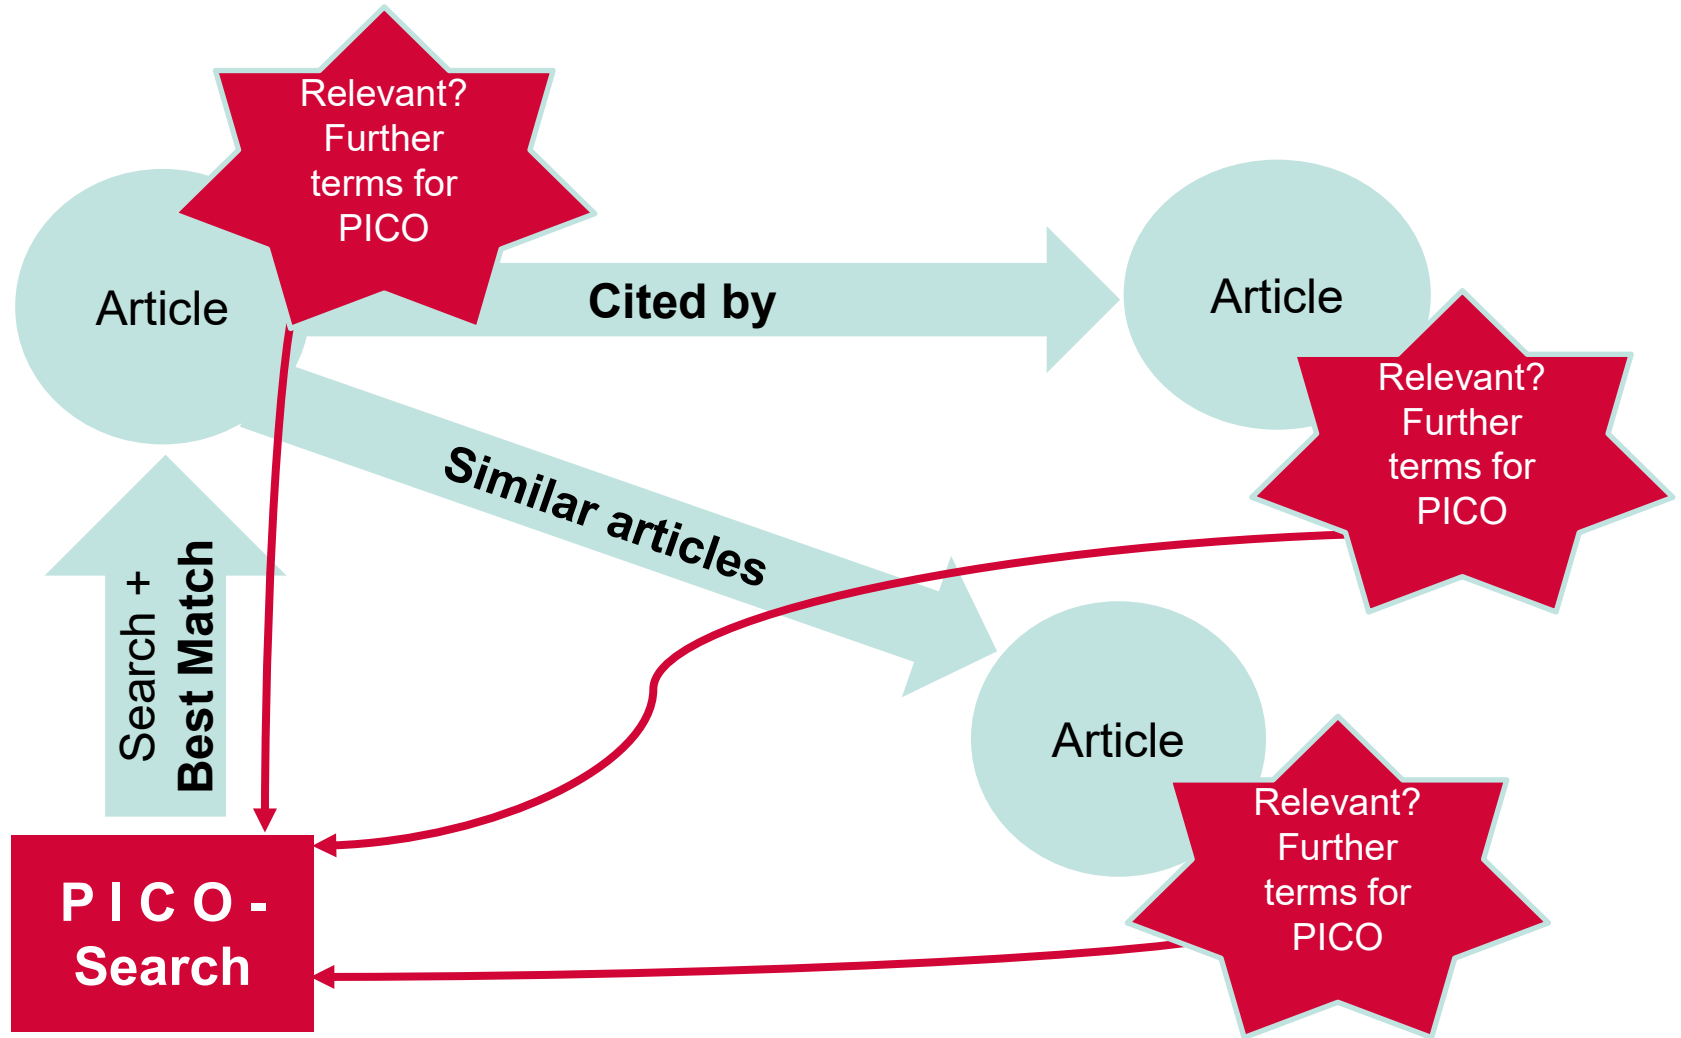 Relevant?
Further
terms for
PICO
Article
Cited by
Article
Relevant?
Further
terms for
PICO
Similar articles
Search +
Best Match
Article
Relevant?
Further
terms for
PICO
P I C O -
Search